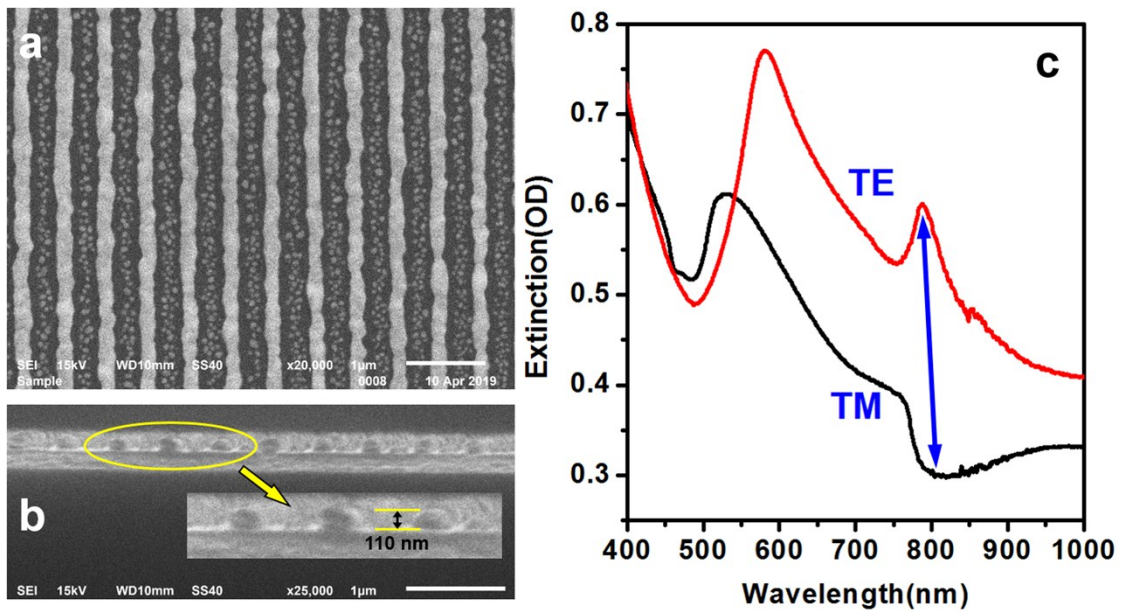 a
SEI 15kV WD10mm SS40 x20,000 1μm
Sample 0008 10 Apr 2019
b
110 nm
SEI 15kV WD10mm SS40 x25,000 1μm
c
TE
TM
Extinction(OD)
0.8
0.7
0.6
0.5
0.4
0.3
400 500 600 700 800 900 1000
Wavelength(nm)